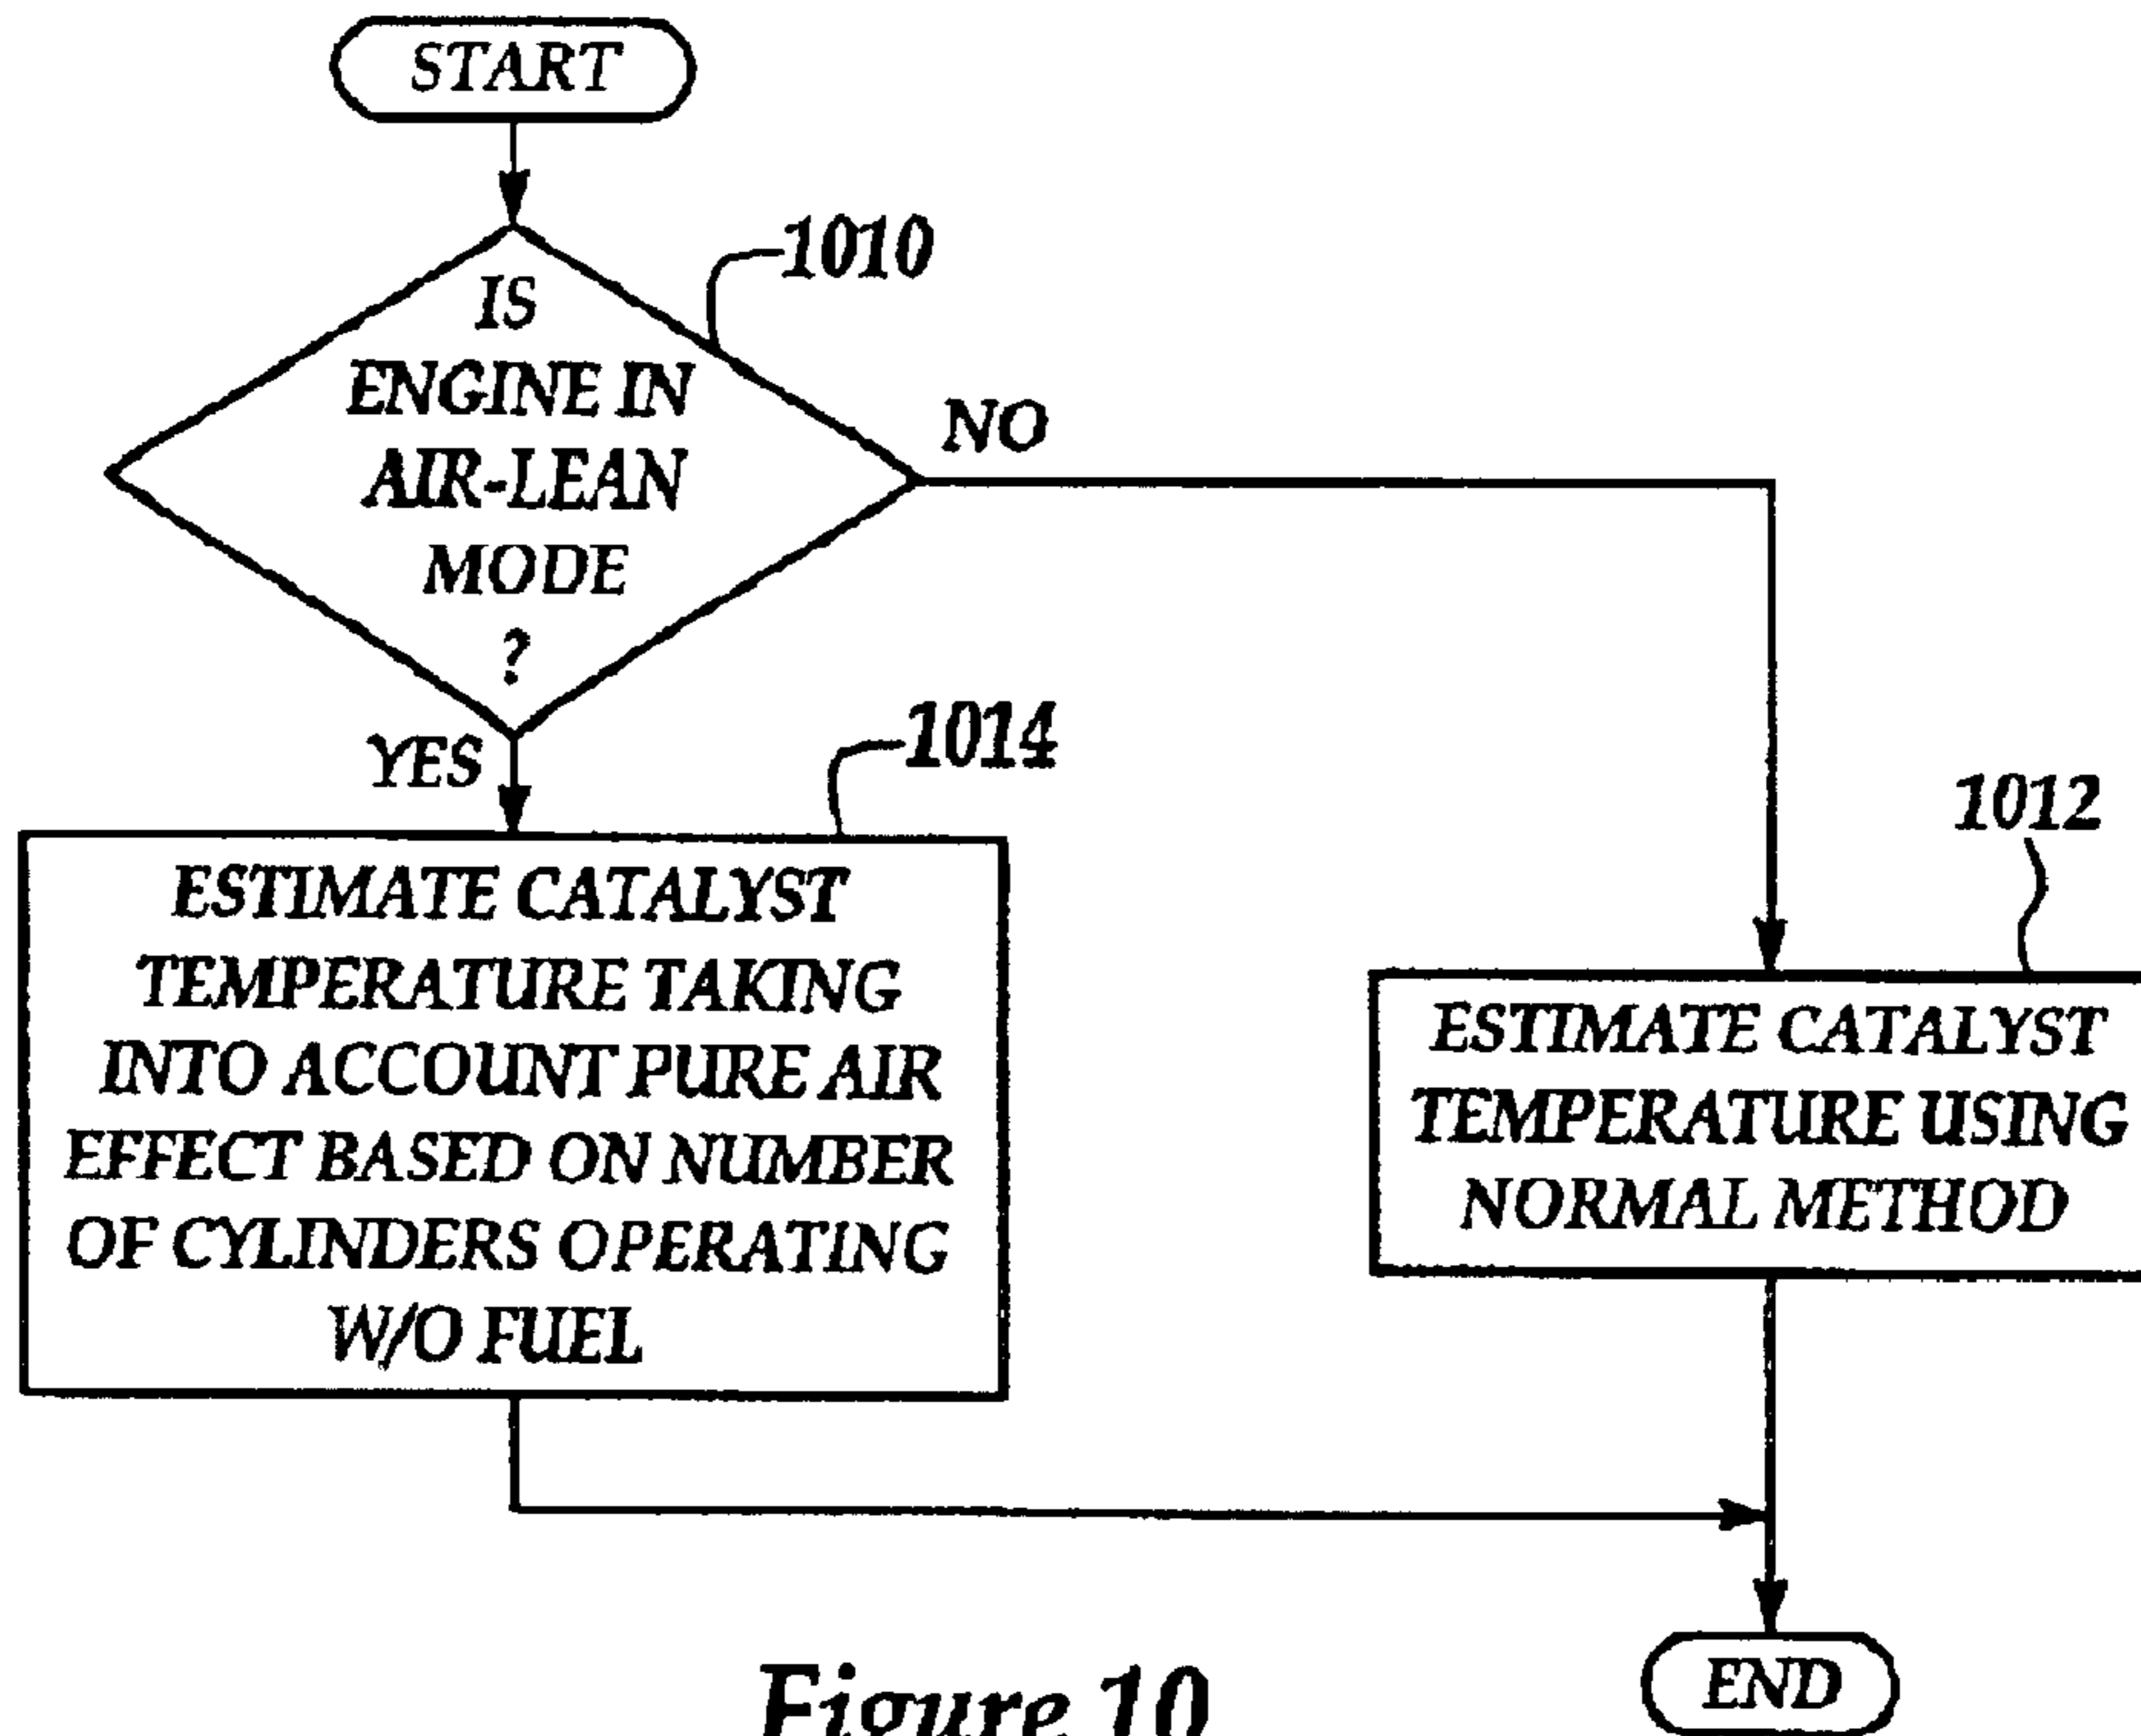 START
1010
IS
ENGINE IN
AIR-LEAN
MODE
?
NO
YES
1014
ESTIMATE CATALYST
TEMPERATURE TAKING
INTO ACCOUNT PURE AIR
EFFECT BASED ON NUMBER
OF CYLINDERS OPERATING
W/O FUEL
1012
ESTIMATE CATALYST
TEMPERATURE USING
NORMAL METHOD
END
Figure 10